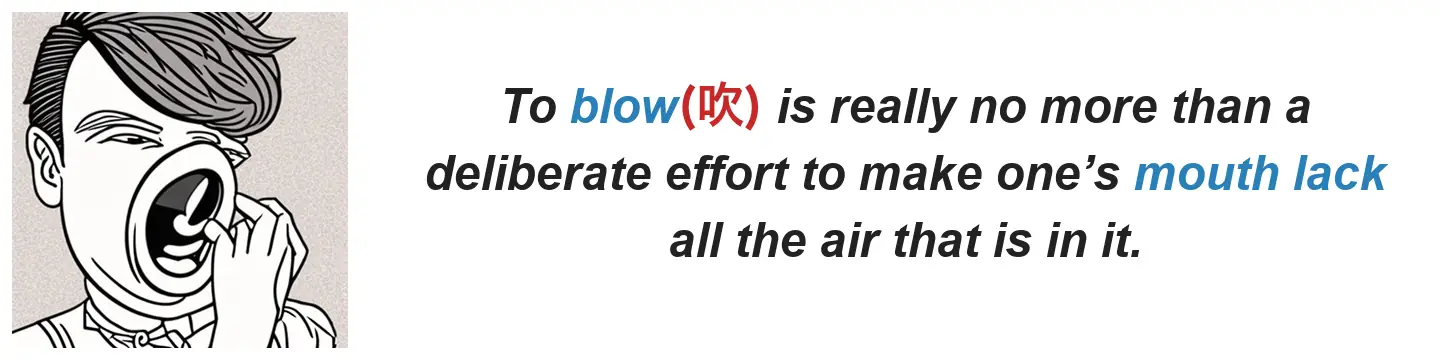 To blow(吹) is really no more than a
deliberate effort to make one’s mouth lack
all the air that is in it.